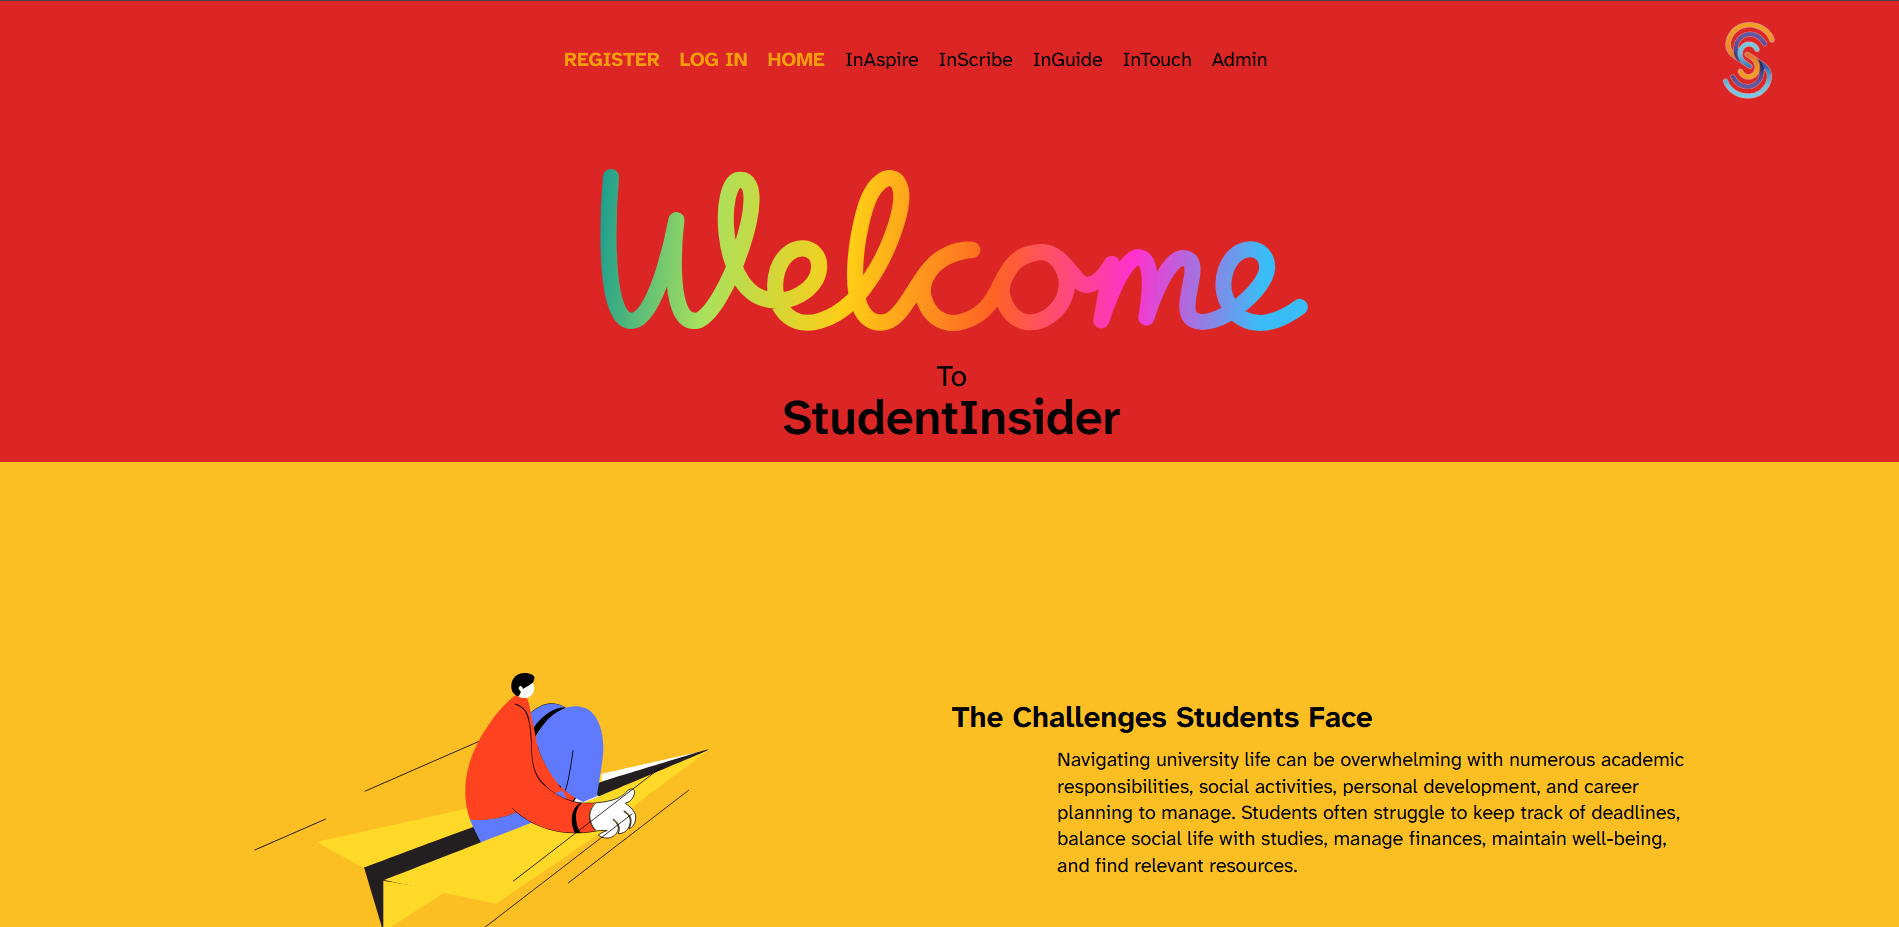 REGISTER LOG IN HOME InAspire InScribe InGuide InTouch Admin
Welcome
To
StudentInsider
The Challenges Students Face
Navigating university life can be overwhelming with numerous academic
responsibilities, social activities, personal development, and career
planning to manage. Students often struggle to keep track of deadlines,
balance social life with studies, manage finances, maintain well-being,
and find relevant resources.